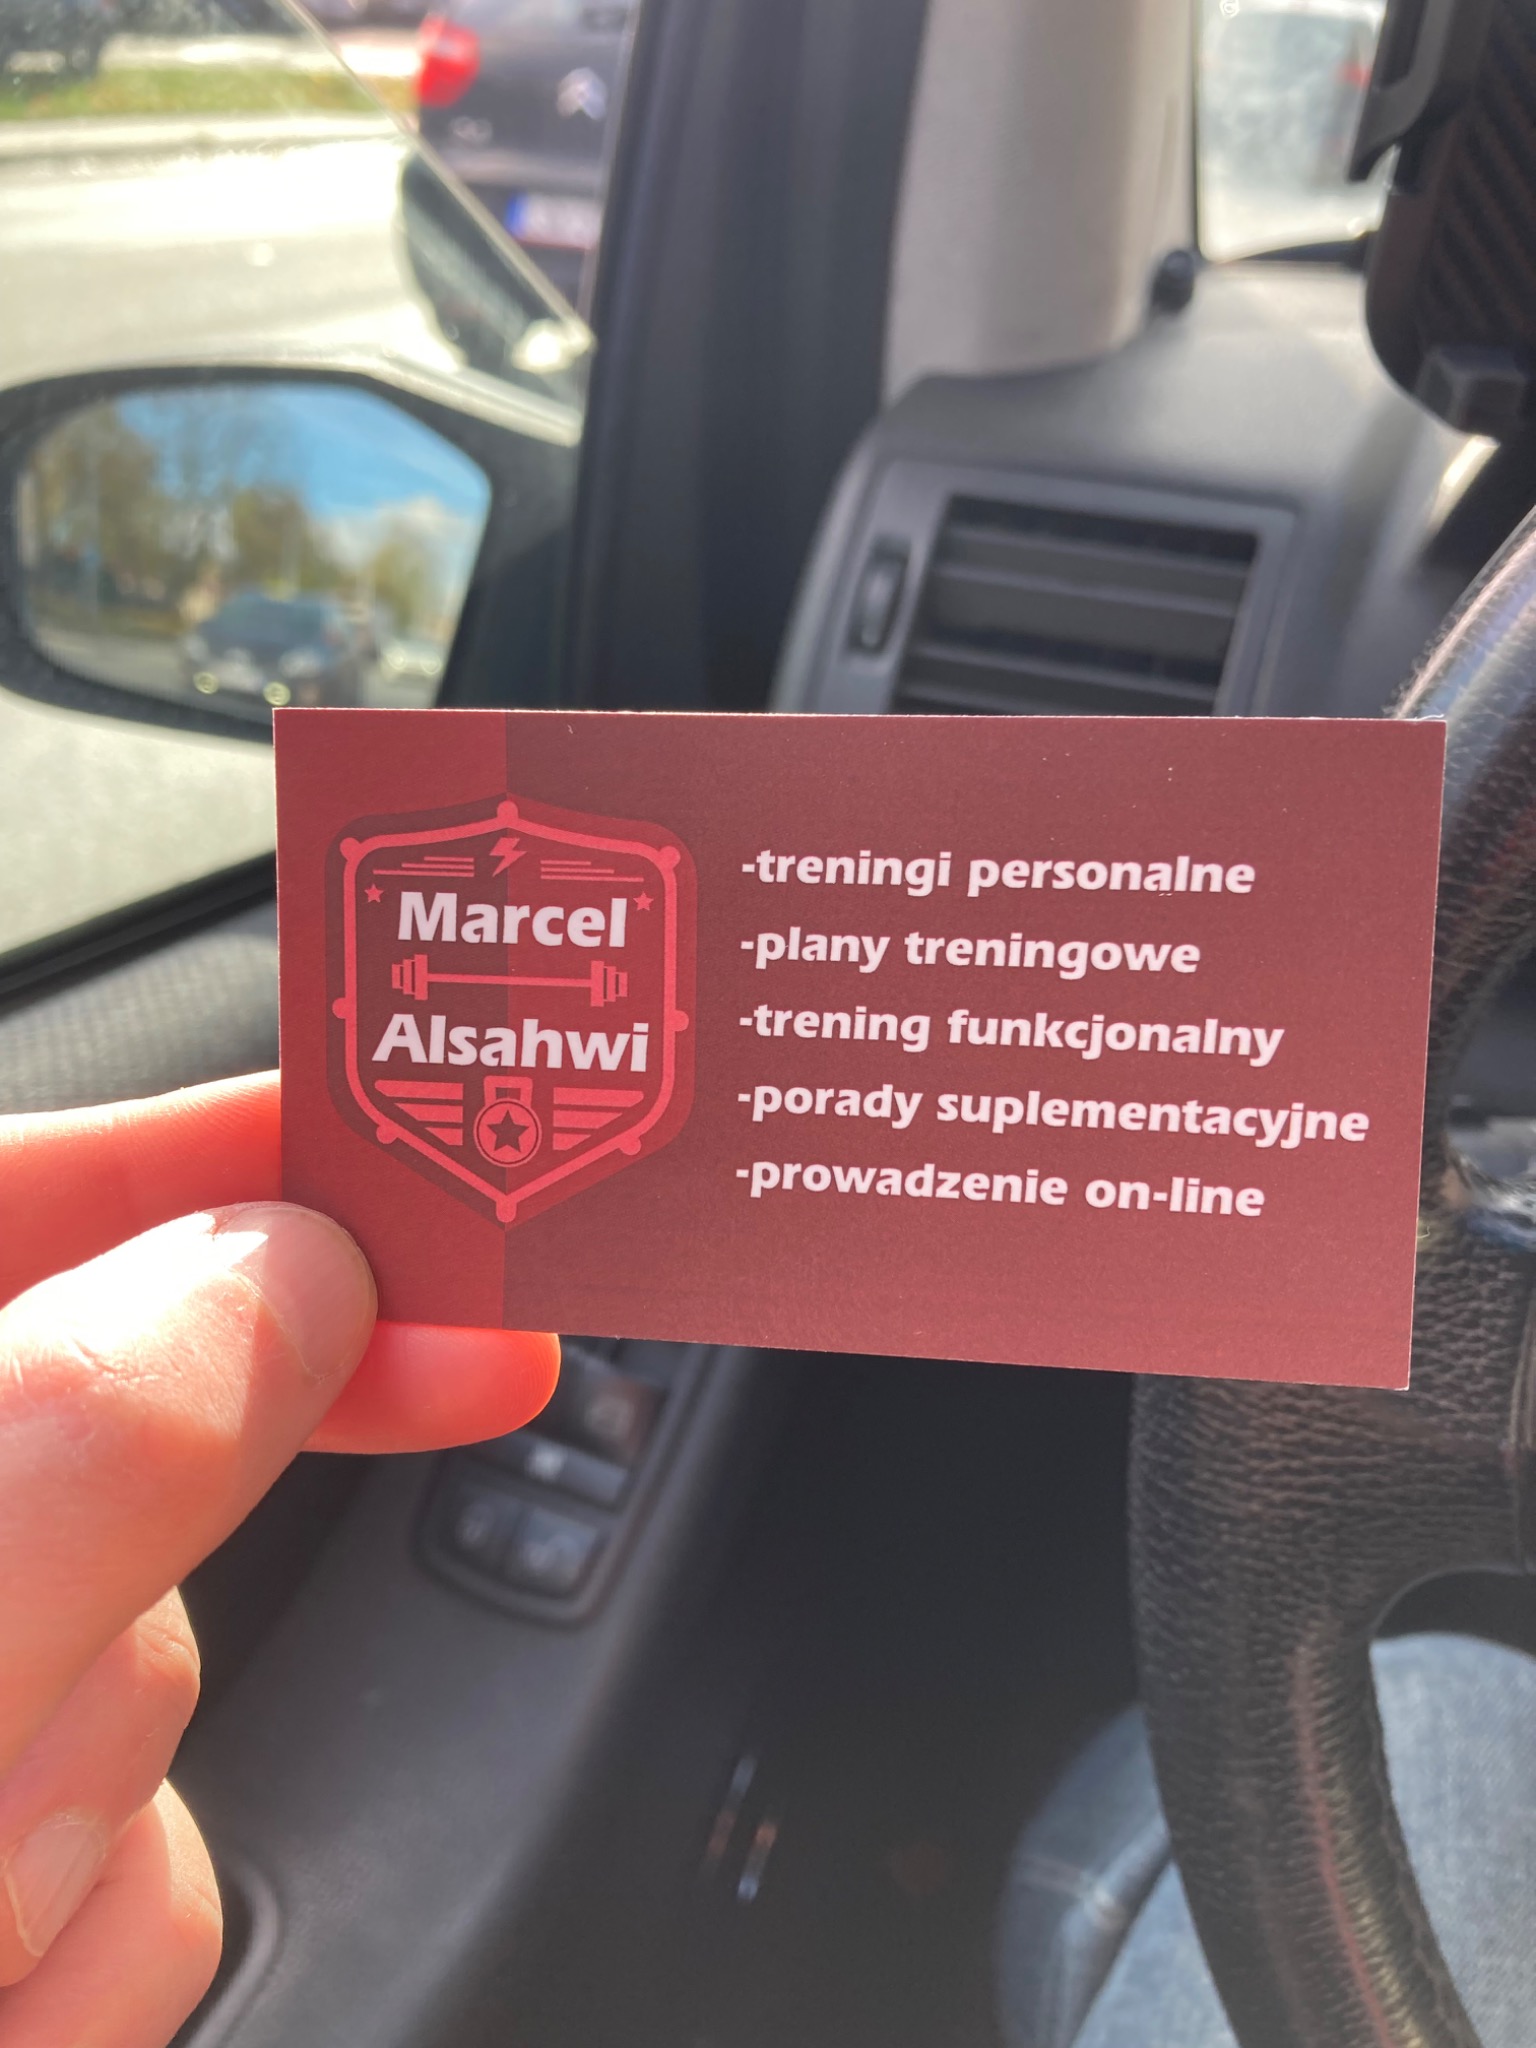 Marcel
Alsahwi
-treningi personalne
-plany treningowe
-trening funkcjonalny
-porady suplementacyjne
-prowadzenie on-line